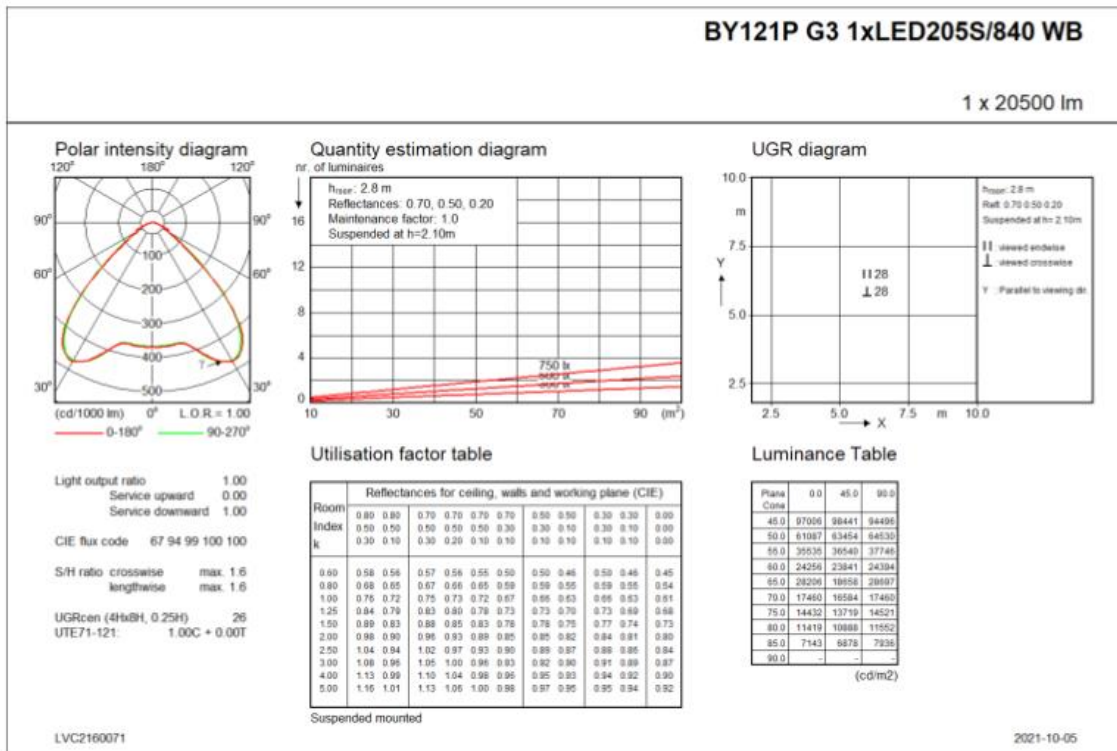 BY121P G3 1xLED205S/840 WB
1 x 20500 lm
Polar intensity diagram
120° 180° 120°
90° 90°
60° 60°
30° 30°
100
200
300
400
500
(cd/1000 lm) 0° L.O.R.= 1.00
0-180° 90-270°
Light output ratio 1.00
Service upward 0.00
Service downward 1.00
CIE flux code 67 94 99 100 100
S/H ratio crosswise max. 1.6
lengthwise max. 1.6
UGRcen (4Hx8H, 0.25H) 26
UTE71-121: 1.00C + 0.00T
Quantity estimation diagram
nr. of luminaires
hroom: 2.8 m
Reflectances: 0.70, 0.50, 0.20
Maintenance factor: 1.0
Suspended at h=2.10m
16
12
8
4
0
750 lx
10 30 50 70 90 (m²)
UGR diagram
10.0
m
7.5
Y
5.0
2.5
2.5 5.0 7.5 m 10.0
X
28
28
hroom: 2.8 m
Refl: 0.70 0.50 0.20
Suspended at h= 2.10m
viewed endwise
viewed crosswise
Y : Parallel to viewing dir.
Utilisation factor table
Room Index k
Reflectances for ceiling, walls and working plane (CIE)
0.80 0.80 0.70 0.70 0.70 0.70 0.50 0.50 0.30 0.30 0.00
0.50 0.50 0.50 0.50 0.50 0.30 0.30 0.10 0.30 0.10 0.00
0.30 0.10 0.30 0.20 0.10 0.10 0.10 0.10 0.10 0.10 0.00
0.60 0.58 0.56 0.57 0.56 0.55 0.50 0.50 0.46 0.50 0.46 0.45
0.80 0.68 0.65 0.67 0.66 0.65 0.59 0.59 0.55 0.59 0.55 0.54
1.00 0.76 0.72 0.75 0.73 0.72 0.67 0.66 0.63 0.66 0.63 0.61
1.25 0.84 0.79 0.83 0.80 0.78 0.73 0.73 0.70 0.73 0.69 0.68
1.50 0.89 0.83 0.88 0.85 0.83 0.78 0.78 0.75 0.77 0.74 0.73
2.00 0.98 0.90 0.96 0.93 0.89 0.85 0.85 0.82 0.84 0.81 0.80
2.50 1.04 0.94 1.02 0.97 0.93 0.90 0.89 0.87 0.88 0.86 0.84
3.00 1.08 0.96 1.05 1.00 0.96 0.93 0.92 0.90 0.91 0.89 0.87
4.00 1.13 0.99 1.10 1.04 0.98 0.96 0.95 0.93 0.94 0.92 0.90
5.00 1.16 1.01 1.13 1.06 1.00 0.98 0.97 0.95 0.95 0.94 0.92
Suspended mounted
Luminance Table
Plane Cone 0.0 45.0 90.0
45.0 97006 98441 94496
50.0 61087 63454 64530
55.0 35535 36540 37746
60.0 24256 23841 24394
65.0 28206 18658 28697
70.0 17460 16584 17460
75.0 14432 13719 14521
80.0 11419 10888 11552
85.0 7143 6878 7936
90.0 - - -
(cd/m2)
LVC2160071
2021-10-05